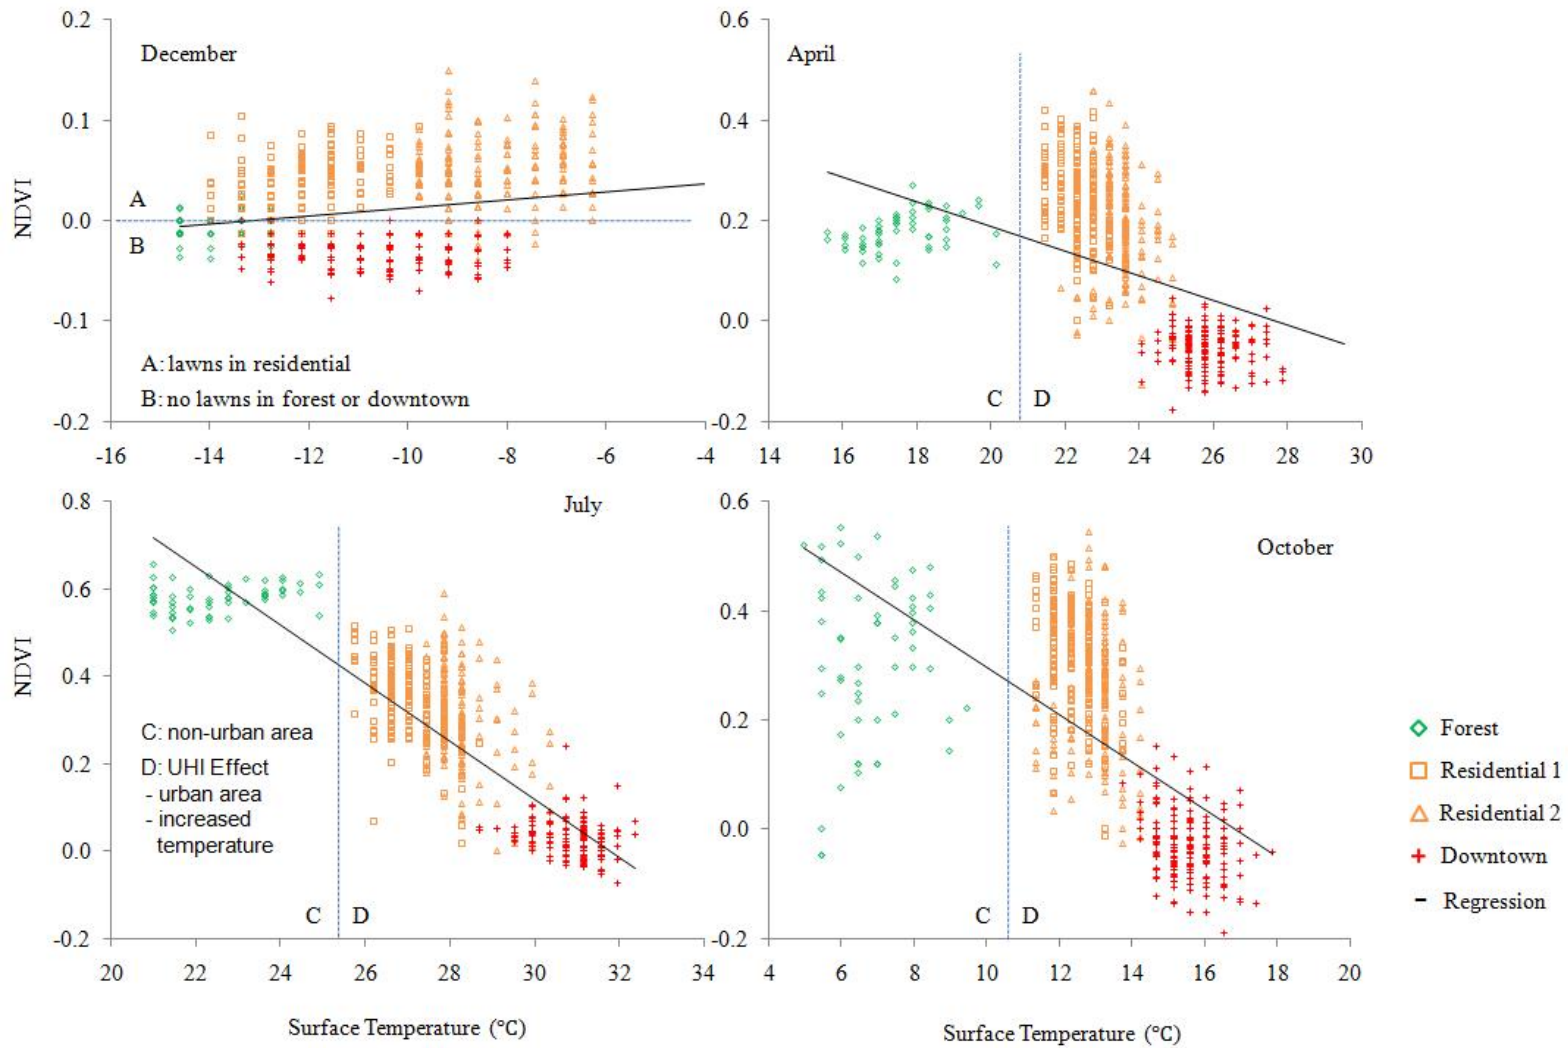 December
NDVI
0.2
0.1
0.0
-0.1
-0.2
A
B
A: lawns in residential
B: no lawns in forest or downtown
-16 -14 -12 -10 -8 -6 -4
April
0.6
0.4
0.2
0.0
-0.2
C D
14 16 18 20 22 24 26 28 30
July
NDVI
0.8
0.6
0.4
0.2
0.0
-0.2
C: non-urban area
D: UHI Effect
- urban area
- increased
temperature
C D
20 22 24 26 28 30 32 34
Surface Temperature (°C)
October
0.6
0.4
0.2
0.0
-0.2
C D
4 6 8 10 12 14 16 18 20
Surface Temperature (°C)
Forest
Residential 1
Residential 2
Downtown
Regression